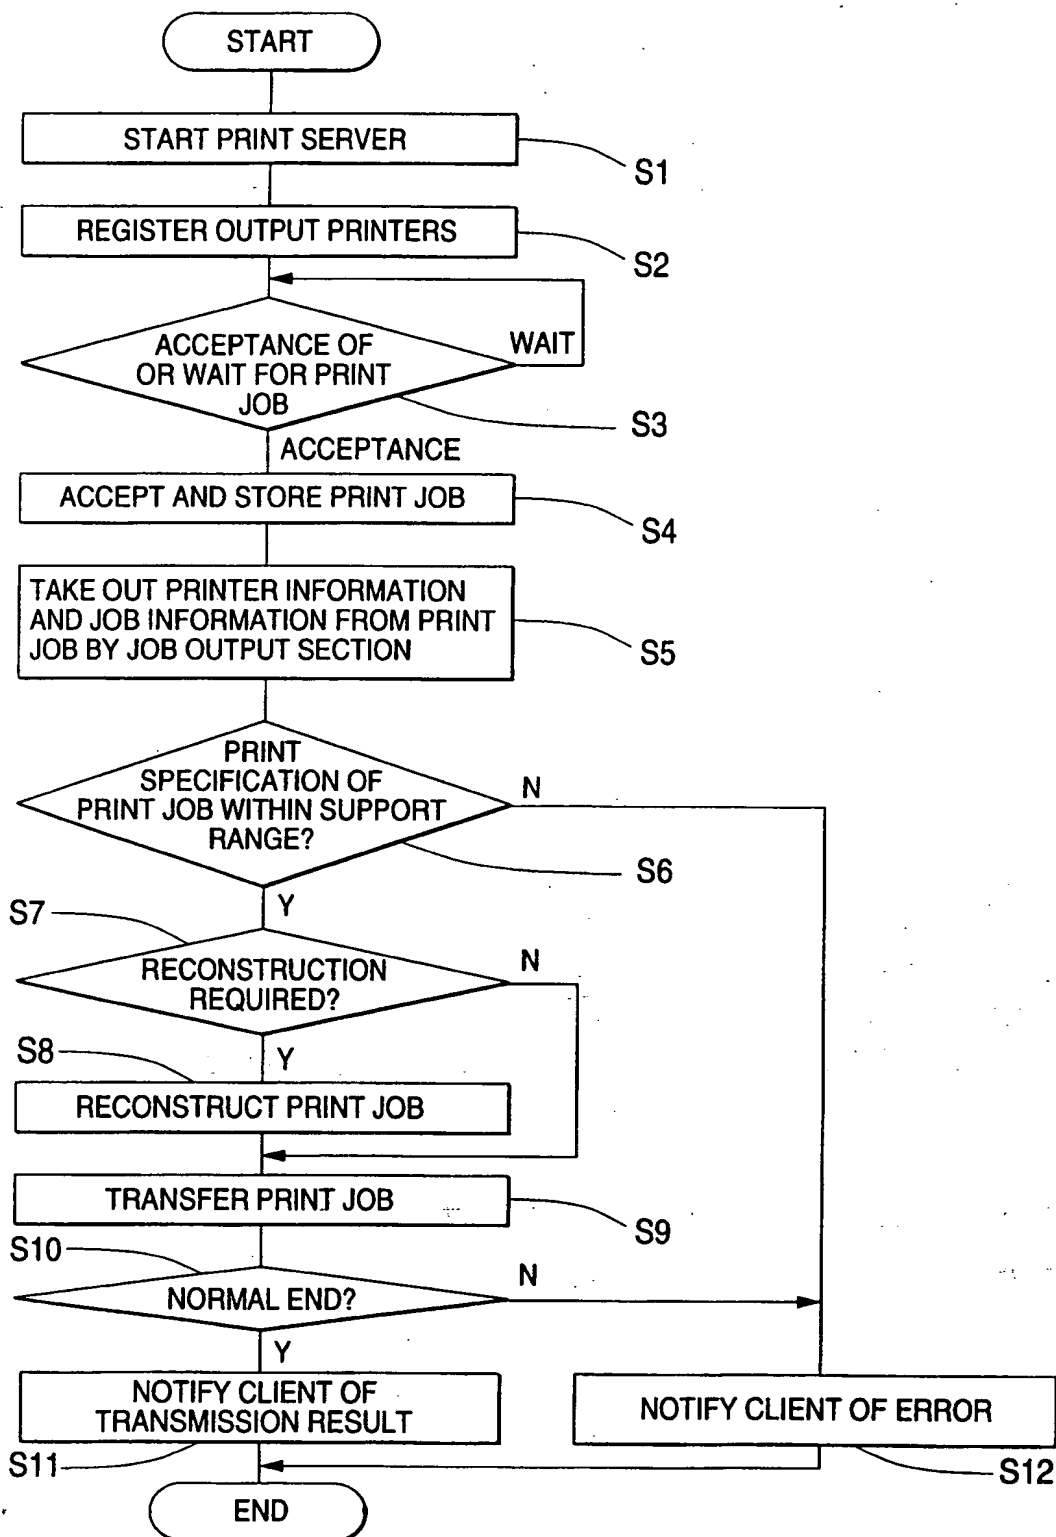 START
START PRINT SERVER
S1
REGISTER OUTPUT PRINTERS
S2
WAIT
ACCEPTANCE OF
OR WAIT FOR PRINT
JOB
S3
ACCEPTANCE
ACCEPT AND STORE PRINT JOB
S4
TAKE OUT PRINTER INFORMATION
AND JOB INFORMATION FROM PRINT
JOB BY JOB OUTPUT SECTION
S5
PRINT
SPECIFICATION OF
PRINT JOB WITHIN SUPPORT
RANGE?
N
S6
Y
S7
RECONSTRUCTION
REQUIRED?
N
S8
Y
RECONSTRUCT PRINT JOB
TRANSFER PRINT JOB
S9
S10
NORMAL END?
N
Y
NOTIFY CLIENT OF
TRANSMISSION RESULT
NOTIFY CLIENT OF ERROR
S11
S12
END